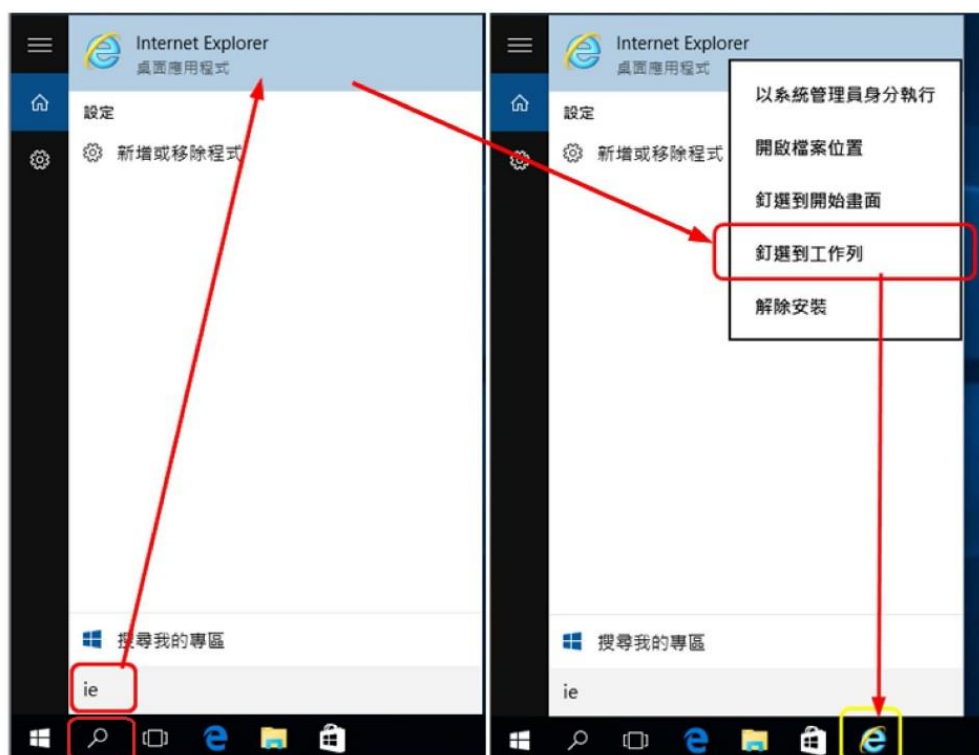 Internet Explorer
桌面應用程式
設定
新增或移除程式
搜尋我的專區
ie
Internet Explorer
桌面應用程式
設定
新增或移除程式
以系統管理員身分執行
開啟檔案位置
釘選到開始畫面
釘選到工作列
解除安裝
搜尋我的專區
ie